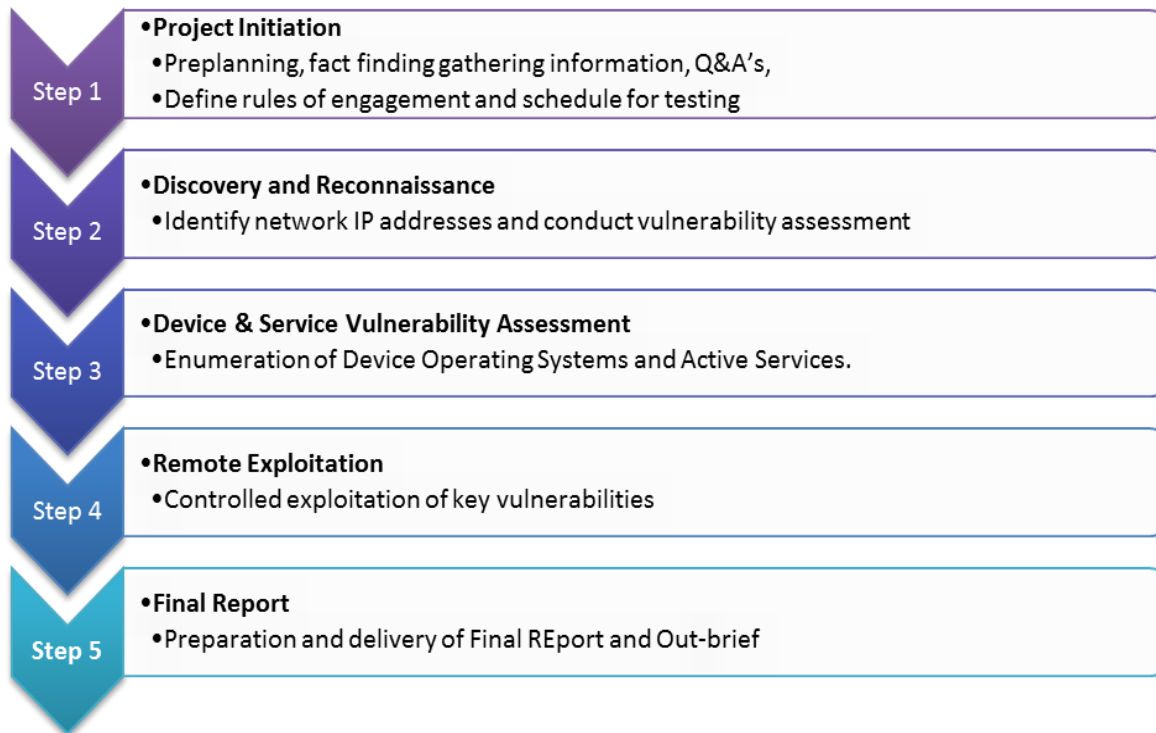 Step 1
•Project Initiation
•Preplanning, fact finding gathering information, Q&A's,
•Define rules of engagement and schedule for testing
Step 2
•Discovery and Reconnaissance
•Identify network IP addresses and conduct vulnerability assessment
Step 3
•Device & Service Vulnerability Assessment
•Enumeration of Device Operating Systems and Active Services.
Step 4
•Remote Exploitation
•Controlled exploitation of key vulnerabilities
Step 5
•Final Report
•Preparation and delivery of Final REport and Out-brief